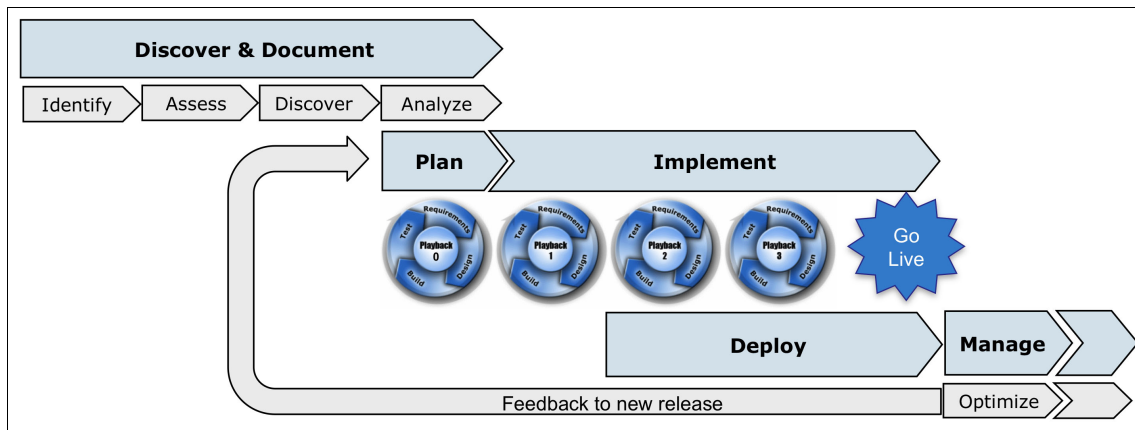 Discover & Document
Identify
Assess
Discover
Analyze
Plan
Implement
Requirements
Test
Playback
0
Design
Build
Requirements
Test
Playback
1
Design
Build
Requirements
Test
Playback
2
Design
Build
Requirements
Test
Playback
3
Design
Build
Go
Live
Deploy
Manage
Feedback to new release
Optimize